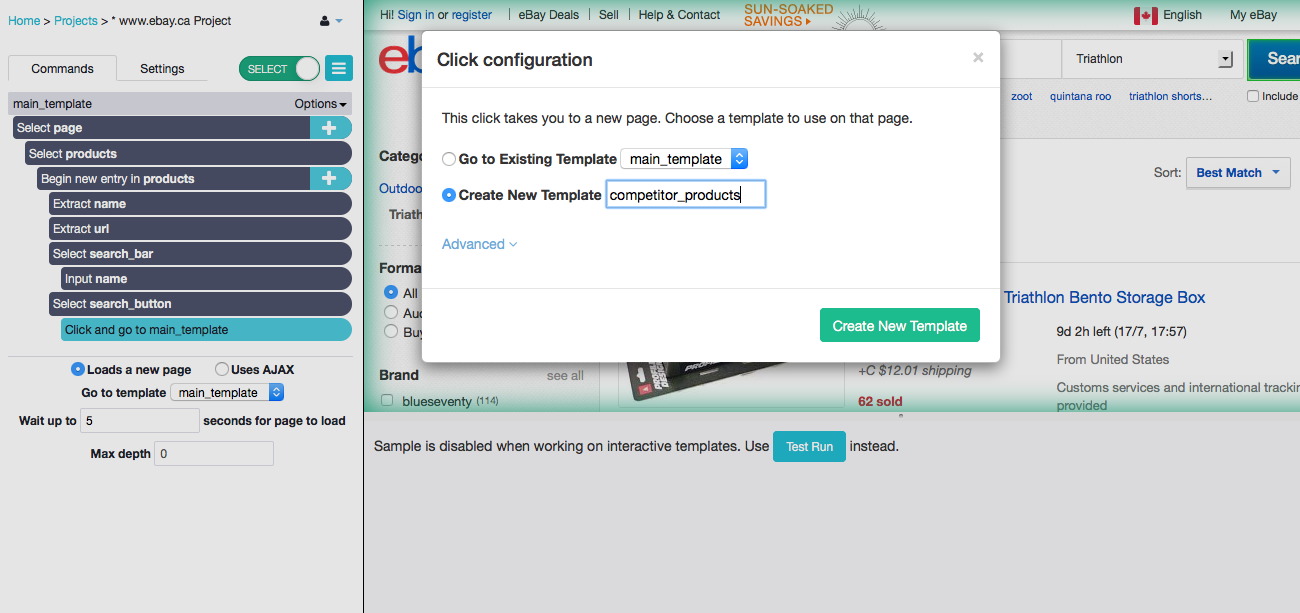 Home > Projects > * www.ebay.ca Project
Commands
Settings
SELECT
main_template
Options
Select page
Select products
Begin new entry in products
Extract name
Extract url
Select search_bar
Input name
Select search_button
Click and go to main_template
Loads a new page
Uses AJAX
Go to template main_template
Wait up to 5 seconds for page to load
Max depth 0
Hi! Sign in or register
eBay Deals
Sell
Help & Contact
SUN-SOAKED
SAVINGS
English
My eBay
Triathlon
zoot
quintana roo
triathlon shorts...
Include
Sort:
Best Match
Click configuration
×
This click takes you to a new page. Choose a template to use on that page.
Go to Existing Template main_template
Create New Template competitor_products
Advanced
Create New Template
All
Brand
see all
blueseventy (114)
Triathlon Bento Storage Box
9d 2h left (17/7, 17:57)
From United States
Customs services and international
provided
+C $12.01 shipping
62 sold
Sample is disabled when working on interactive templates. Use Test Run instead.